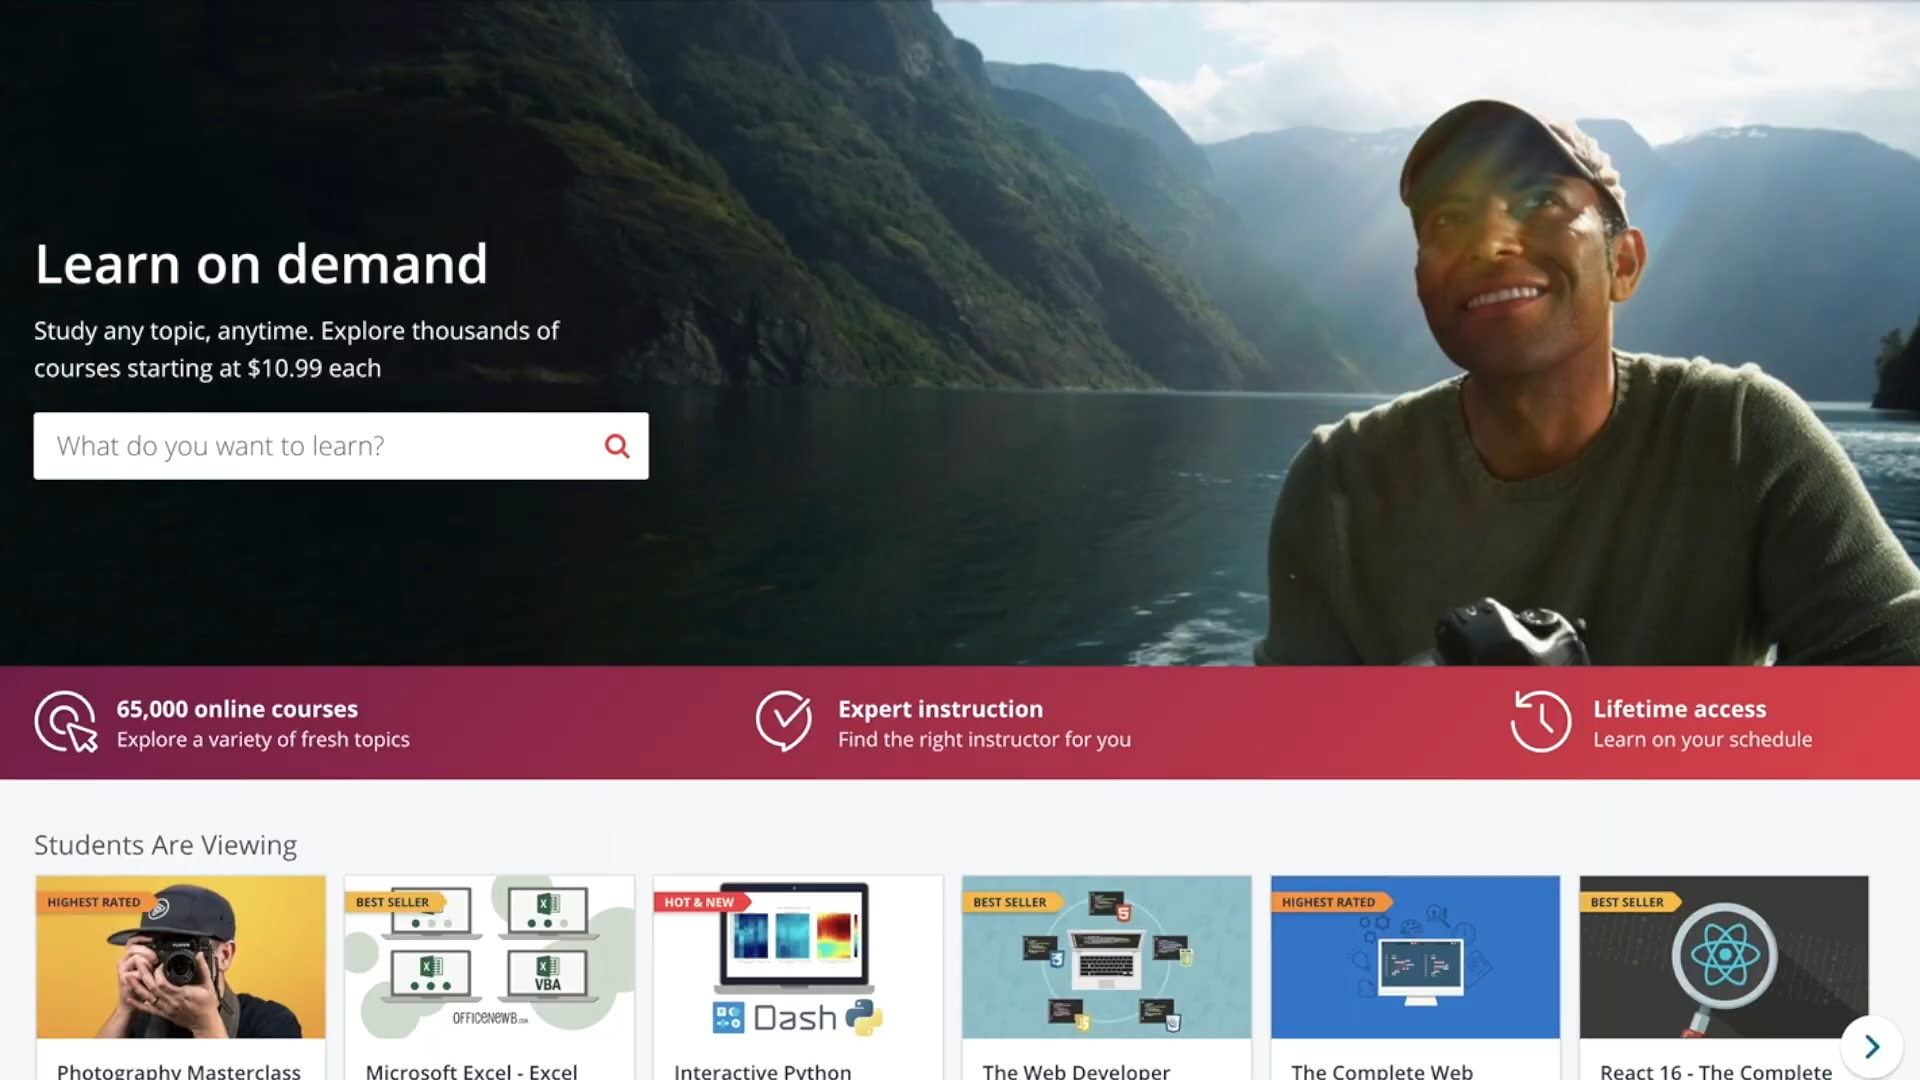 Learn on demand
Study any topic, anytime. Explore thousands of
courses starting at $10.99 each
What do you want to learn?
65,000 online courses
Explore a variety of fresh topics
Expert instruction
Find the right instructor for you
Lifetime access
Learn on your schedule
Students Are Viewing
HIGHEST RATED
BEST SELLER
HOT & NEW
BEST SELLER
HIGHEST RATED
BEST SELLER
VBA
OFFICENEWB.COM
Dash
Photography Masterclass
Microsoft Excel - Excel
Interactive Python
The Web Developer
The Complete Web
React 16 - The Complete